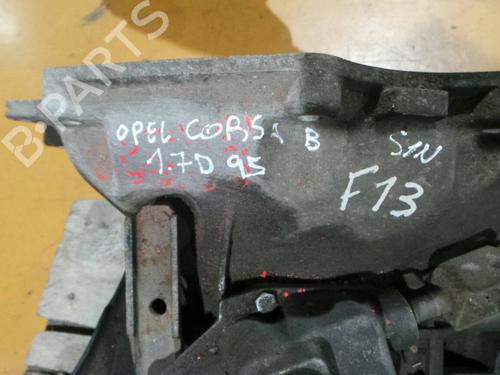 B-PARTS
OPEL CORSA B
1.7D 95
S/N
F13